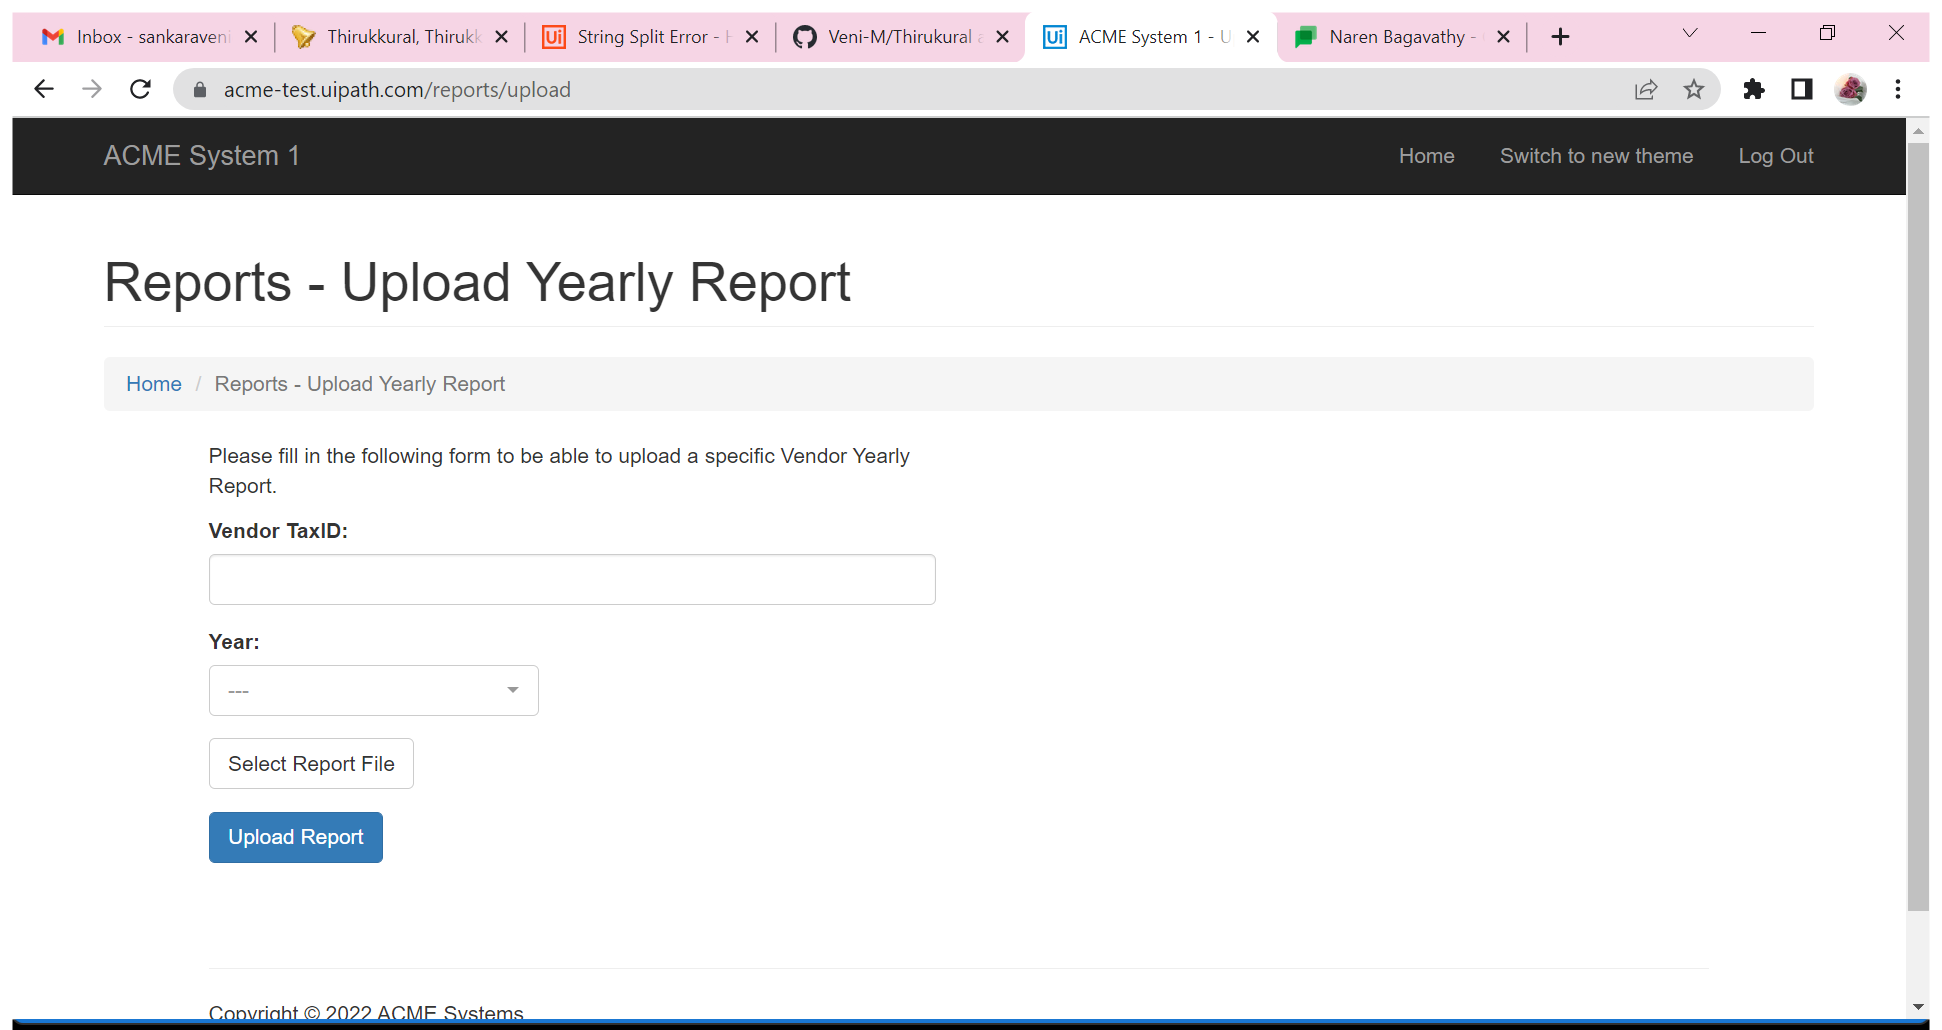 Inbox - sankaraveni
Thirukkural, Thirukk
String Split Error - H
Veni-M/Thirukural a
ACME System 1 - U
Naren Bagavathy -
acme-test.uipath.com/reports/upload
ACME System 1
Home
Switch to new theme
Log Out
Reports - Upload Yearly Report
Home / Reports - Upload Yearly Report
Please fill in the following form to be able to upload a specific Vendor Yearly
Report.
Vendor TaxID:
Year:
---
Select Report File
Upload Report
Copyright © 2022 ACME Systems